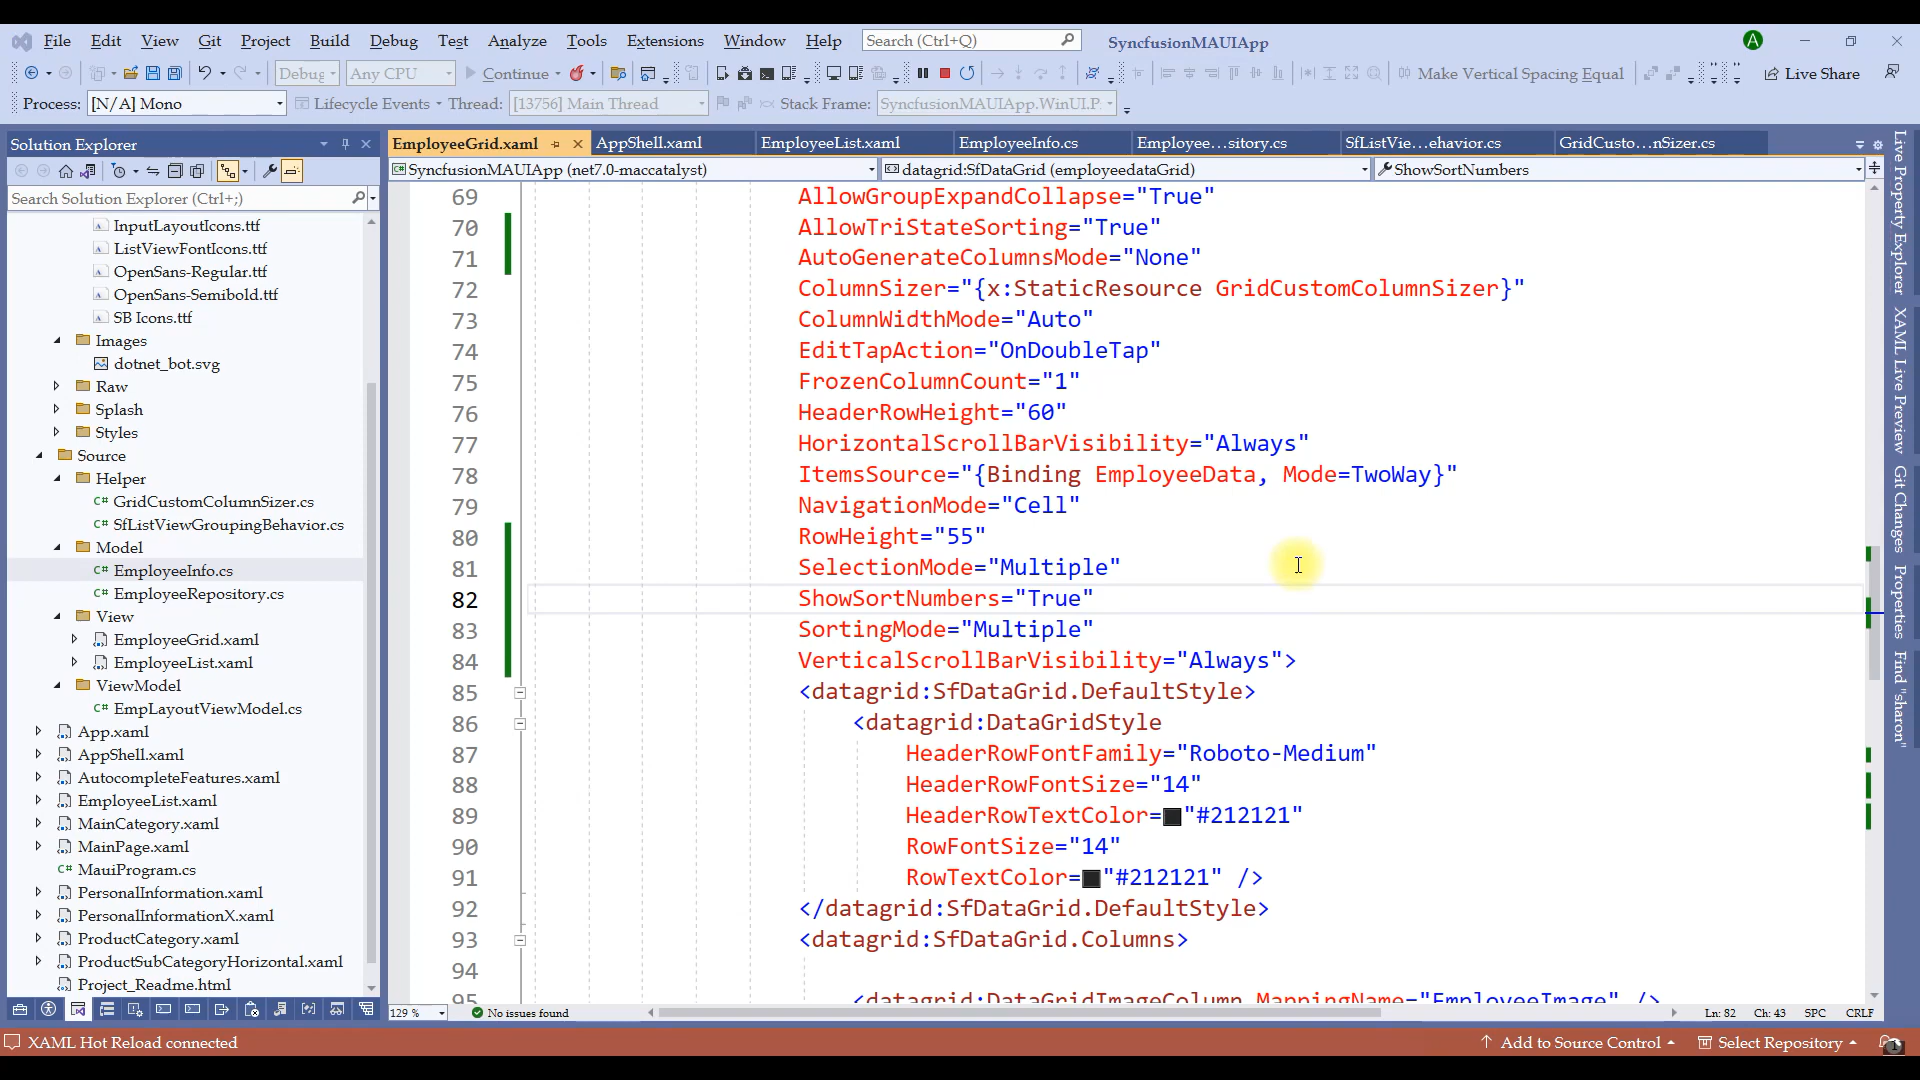 File Edit View Git Project Build Debug Test Analyze Tools Extensions Window Help Search (Ctrl+Q) SyncfusionMAUIApp A
Debug Any CPU Continue Make Vertical Spacing Equal Live Share
Process: [N/A] Mono Lifecycle Events Thread: [13756] Main Thread Stack Frame: SyncfusionMAUIApp.WinUI.P
Solution Explorer
Search Solution Explorer (Ctrl+;)
InputLayoutIcons.ttf
ListViewFontIcons.ttf
OpenSans-Regular.ttf
OpenSans-Semibold.ttf
SB Icons.ttf
Images
dotnet_bot.svg
Raw
Splash
Styles
Source
Helper
C# GridCustomColumnSizer.cs
C# SfListViewGroupingBehavior.cs
Model
C# EmployeeInfo.cs
C# EmployeeRepository.cs
View
EmployeeGrid.xaml
EmployeeList.xaml
ViewModel
C# EmpLayoutViewModel.cs
App.xaml
AppShell.xaml
AutocompleteFeatures.xaml
EmployeeList.xaml
MainCategory.xaml
MainPage.xaml
C# MauiProgram.cs
PersonalInformation.xaml
PersonalInformationX.xaml
ProductCategory.xaml
ProductSubCategoryHorizontal.xaml
Project_Readme.html
EmployeeGrid.xaml AppShell.xaml EmployeeList.xaml EmployeeInfo.cs Employee...sitory.cs SfListVie...ehavior.cs GridCusto...nSizer.cs
SyncfusionMAUIApp (net7.0-maccatalyst) datagrid:SfDataGrid (employeedataGrid) ShowSortNumbers
69 AllowGroupExpandCollapse="True"
70 AllowTriStateSorting="True"
71 AutoGenerateColumnsMode="None"
72 ColumnSizer="{x:StaticResource GridCustomColumnSizer}"
73 ColumnWidthMode="Auto"
74 EditTapAction="OnDoubleTap"
75 FrozenColumnCount="1"
76 HeaderRowHeight="60"
77 HorizontalScrollBarVisibility="Always"
78 ItemsSource="{Binding EmployeeData, Mode=TwoWay}"
79 NavigationMode="Cell"
80 RowHeight="55"
81 SelectionMode="Multiple"
82 ShowSortNumbers="True"
83 SortingMode="Multiple"
84 VerticalScrollBarVisibility="Always">
85 <datagrid:SfDataGrid.DefaultStyle>
86 <datagrid:DataGridStyle
87 HeaderRowFontFamily="Roboto-Medium"
88 HeaderRowFontSize="14"
89 HeaderRowTextColor="#212121"
90 RowFontSize="14"
91 RowTextColor="#212121" />
92 </datagrid:SfDataGrid.DefaultStyle>
93 <datagrid:SfDataGrid.Columns>
94
95 <datagrid:DataGridImageColumn MappingName="EmployeeImage" />
129 % No issues found Ln: 82 Ch: 43 SPC CRLF
Live Property Explorer
XAML Live Preview
Git Changes
Properties
Find "sharon"
XAML Hot Reload connected Add to Source Control Select Repository 1